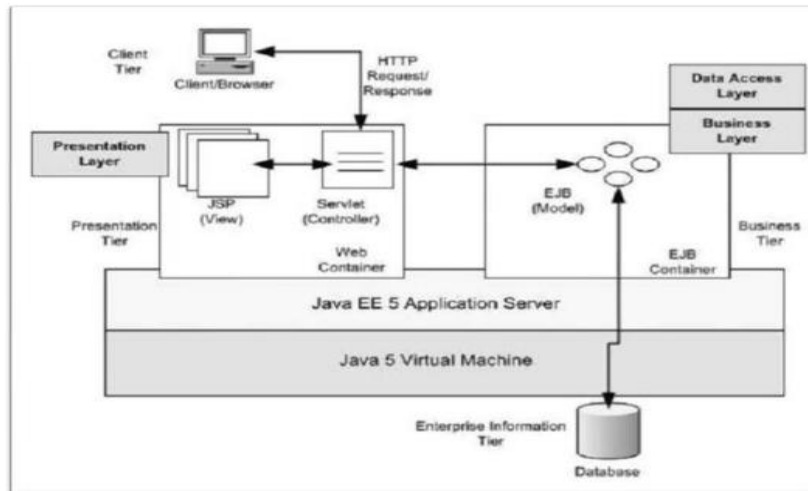 Client
Tier
Client/Browser
HTTP
Request/
Response
Data Access
Layer
Business
Layer
Presentation
Layer
JSP
(View)
Servlet
(Controller)
EJB
(Model)
Presentation
Tier
Business
Tier
Web
Container
EJB
Container
Java EE 5 Application Server
Java 5 Virtual Machine
Enterprise Information
Tier
Database